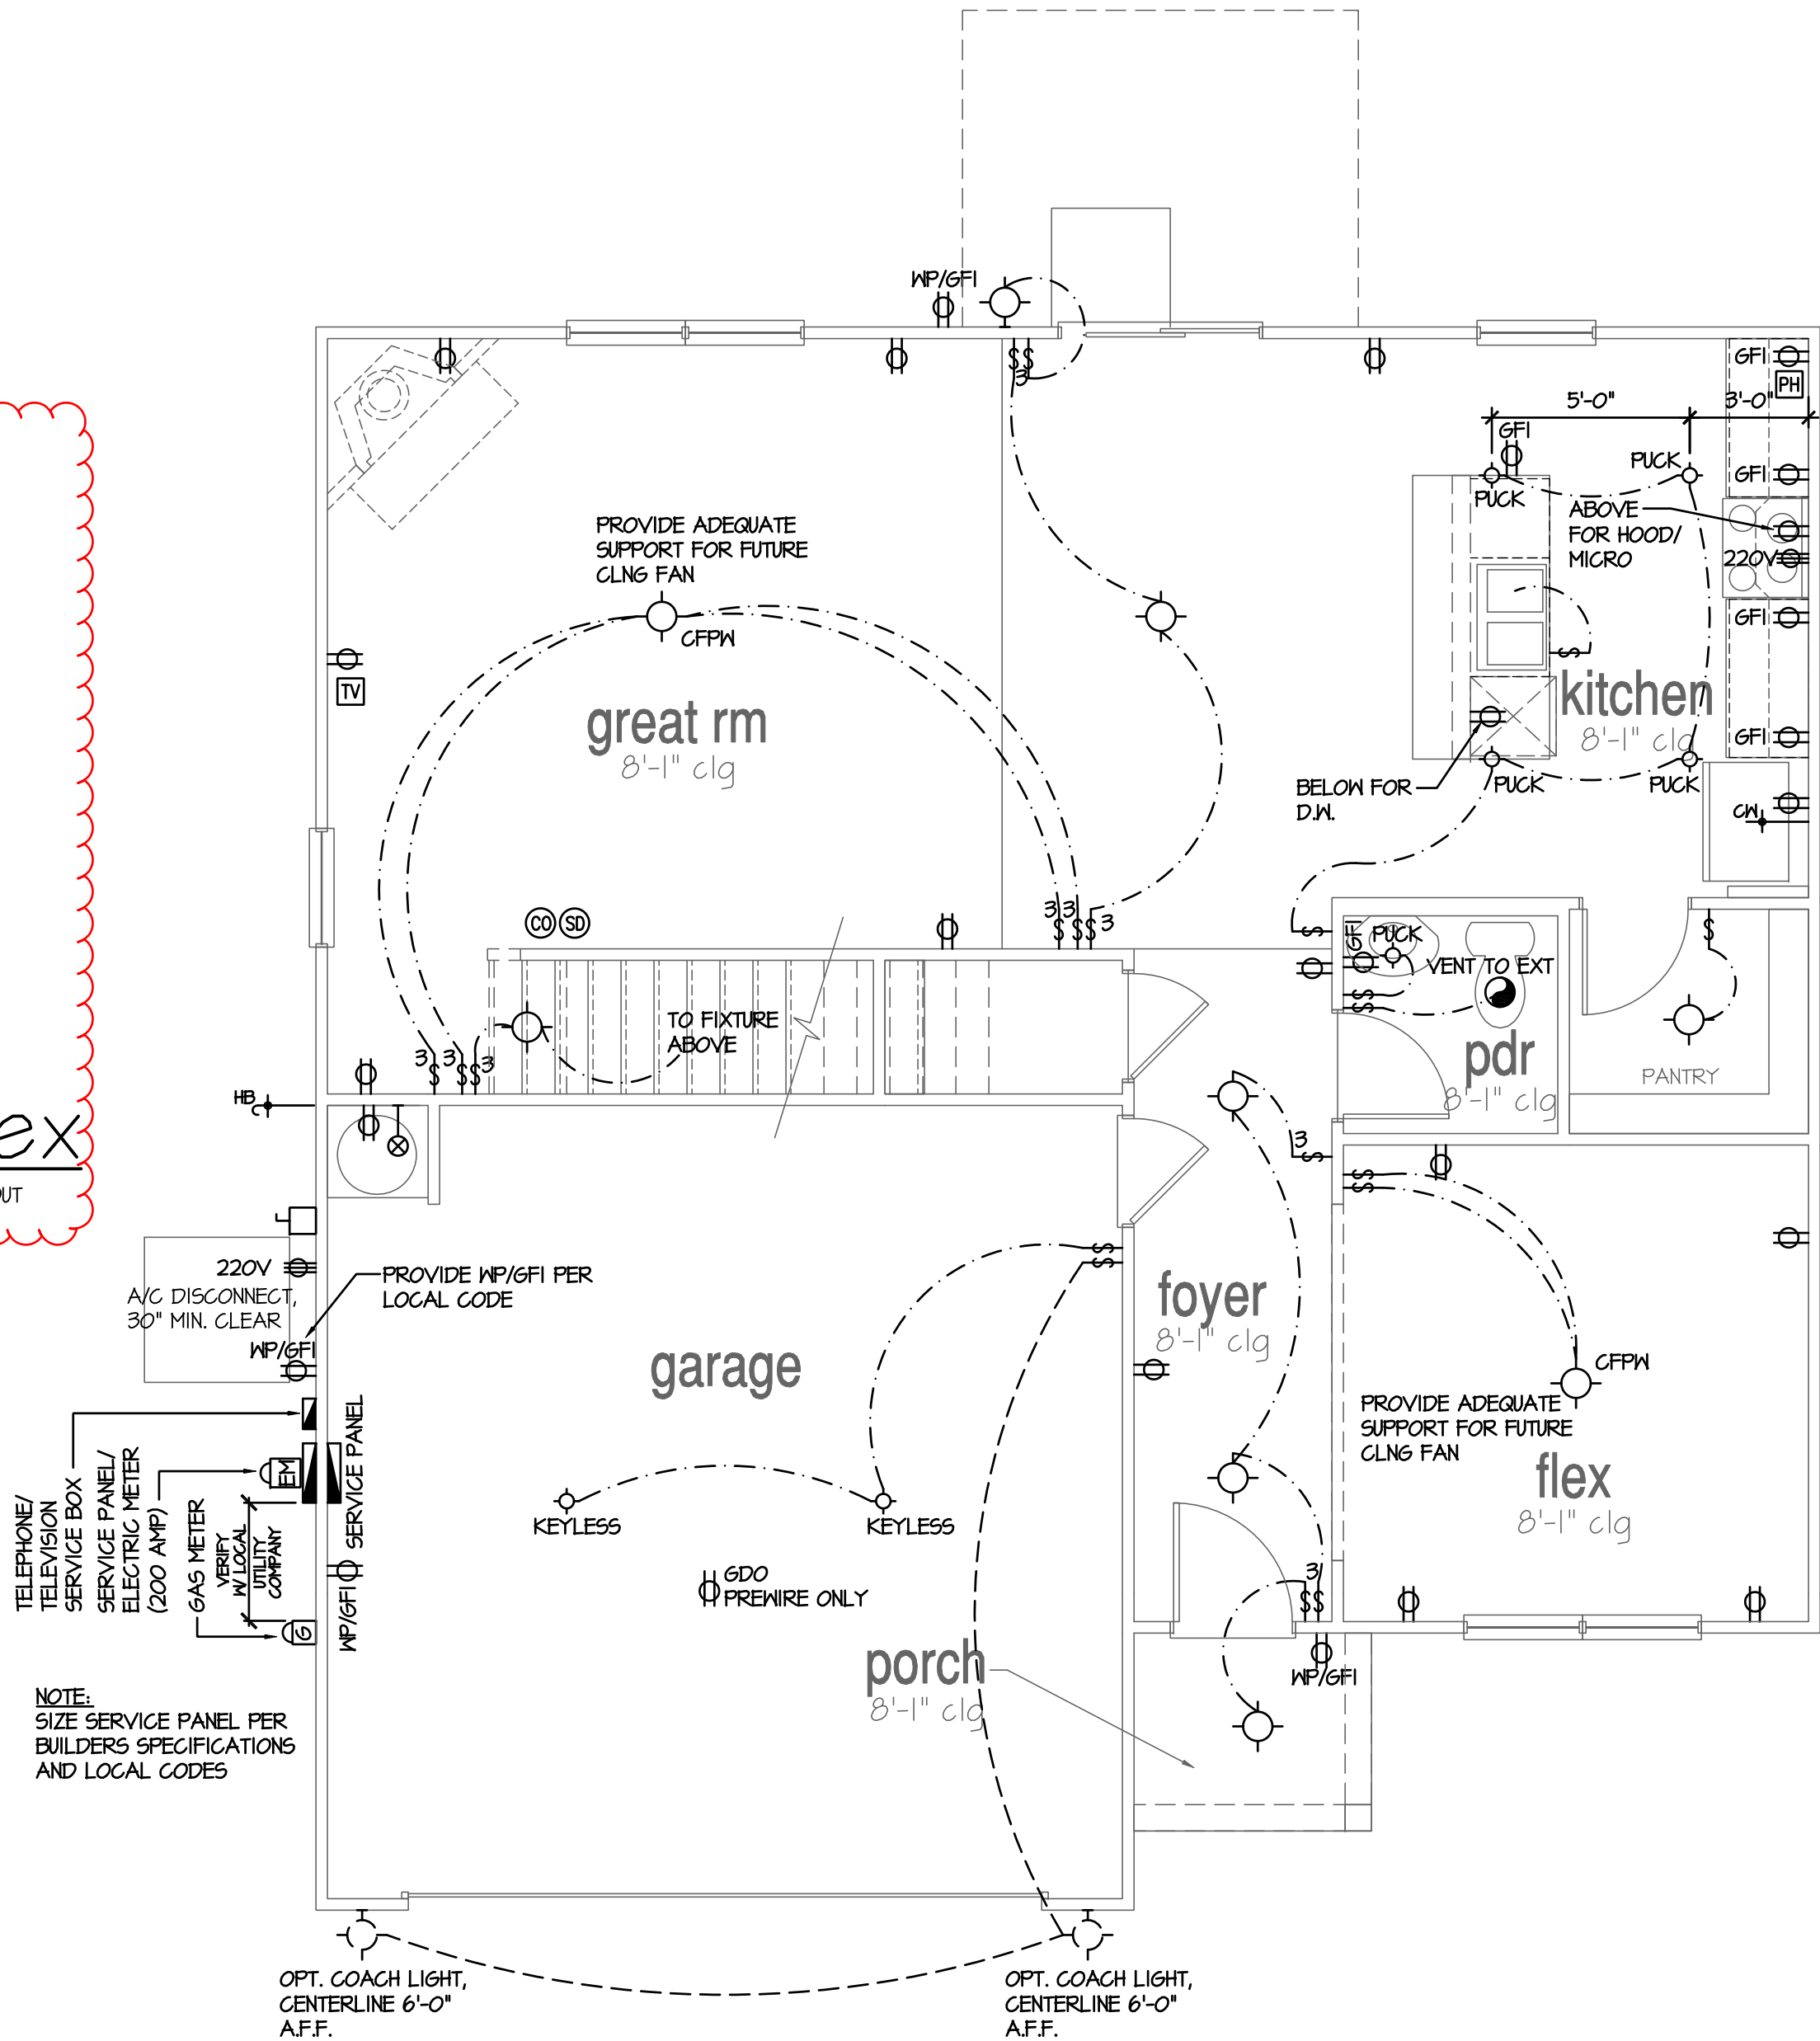 WP/GFI
S S
3
GFI
PH
5'-0"
3'-0"
GFI
PUCK
GFI
PUCK
ABOVE
FOR HOOD/
MICRO
220V
PROVIDE ADEQUATE
SUPPORT FOR FUTURE
CLNG FAN
CFPW
GFI
S
TV
great rm
8'-1" clg
kitchen
8'-1" clg
GFI
BELOW FOR
D.W.
PUCK
PUCK
CW
CO
SD
3 3 3
S S S
S
GFI
PUCK
VENT TO EXT
S
S
S
TO FIXTURE
ABOVE
3 3 3
S S S
pdr
8'-1" clg
PANTRY
HB
ex
OUT
3
S
S
S
S
S
220V
A/C DISCONNECT,
30" MIN. CLEAR
PROVIDE WP/GFI PER
LOCAL CODE
WP/GFI
foyer
8'-1" clg
garage
CFPW
PROVIDE ADEQUATE
SUPPORT FOR FUTURE
CLNG FAN
flex
8'-1" clg
TELEPHONE/
TELEVISION
SERVICE BOX
SERVICE PANEL/
ELECTRIC METER
(200 AMP)
GAS METER
VERIFY
W/ LOCAL
UTILITY
COMPANY
EM
G
SERVICE PANEL
WP/GFI
KEYLESS
KEYLESS
GDO
PREWIRE ONLY
3
S S
WP/GFI
porch
8'-1" clg
NOTE:
SIZE SERVICE PANEL PER
BUILDERS SPECIFICATIONS
AND LOCAL CODES
OPT. COACH LIGHT,
CENTERLINE 6'-0"
A.F.F.
OPT. COACH LIGHT,
CENTERLINE 6'-0"
A.F.F.